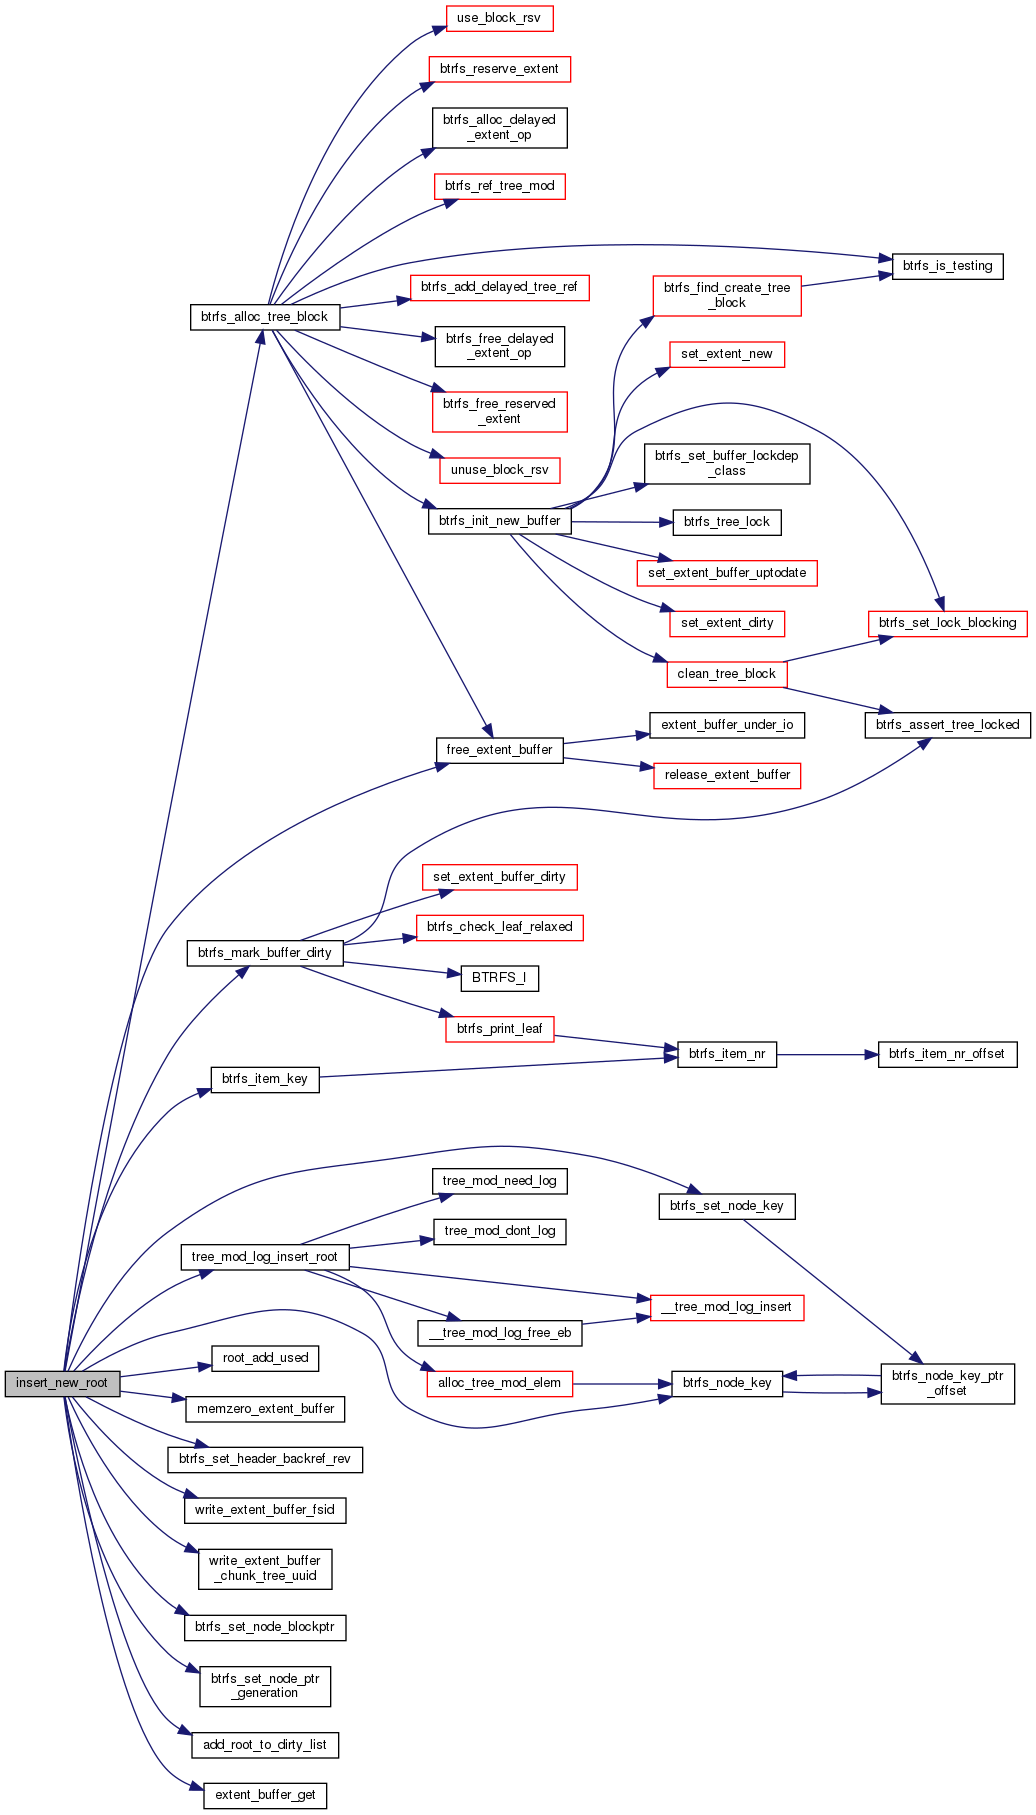 use_block_rsv
btrfs_reserve_extent
btrfs_alloc_delayed
_extent_op
btrfs_ref_tree_mod
btrfs_is_testing
btrfs_add_delayed_tree_ref
btrfs_find_create_tree
_block
btrfs_alloc_tree_block
btrfs_free_delayed
_extent_op
set_extent_new
btrfs_free_reserved
_extent
btrfs_set_buffer_lockdep
_class
unuse_block_rsv
btrfs_init_new_buffer
btrfs_tree_lock
set_extent_buffer_uptodate
set_extent_dirty
btrfs_set_lock_blocking
clean_tree_block
extent_buffer_under_io
btrfs_assert_tree_locked
free_extent_buffer
release_extent_buffer
set_extent_buffer_dirty
btrfs_check_leaf_relaxed
btrfs_mark_buffer_dirty
BTRFS_I
btrfs_print_leaf
btrfs_item_nr
btrfs_item_nr_offset
btrfs_item_key
tree_mod_need_log
btrfs_set_node_key
tree_mod_dont_log
tree_mod_log_insert_root
__tree_mod_log_insert
__tree_mod_log_free_eb
root_add_used
insert_new_root
alloc_tree_mod_elem
btrfs_node_key
btrfs_node_key_ptr
_offset
memzero_extent_buffer
btrfs_set_header_backref_rev
write_extent_buffer_fsid
write_extent_buffer
_chunk_tree_uuid
btrfs_set_node_blockptr
btrfs_set_node_ptr
_generation
add_root_to_dirty_list
extent_buffer_get